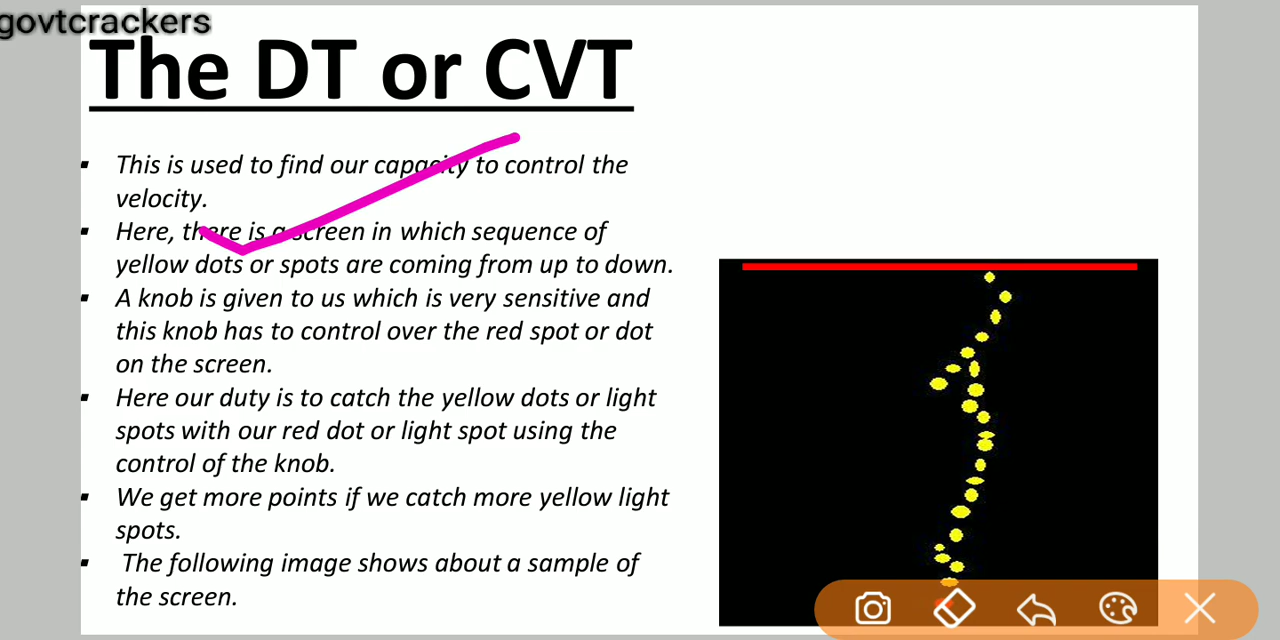 govtcrackers
The DT or CVT
▪ This is used to find our capacity to control the
velocity.
▪ Here, there is a screen in which sequence of
yellow dots or spots are coming from up to down.
▪ A knob is given to us which is very sensitive and
this knob has to control over the red spot or dot
on the screen.
▪ Here our duty is to catch the yellow dots or light
spots with our red dot or light spot using the
control of the knob.
▪ We get more points if we catch more yellow light
spots.
▪ The following image shows about a sample of
the screen.